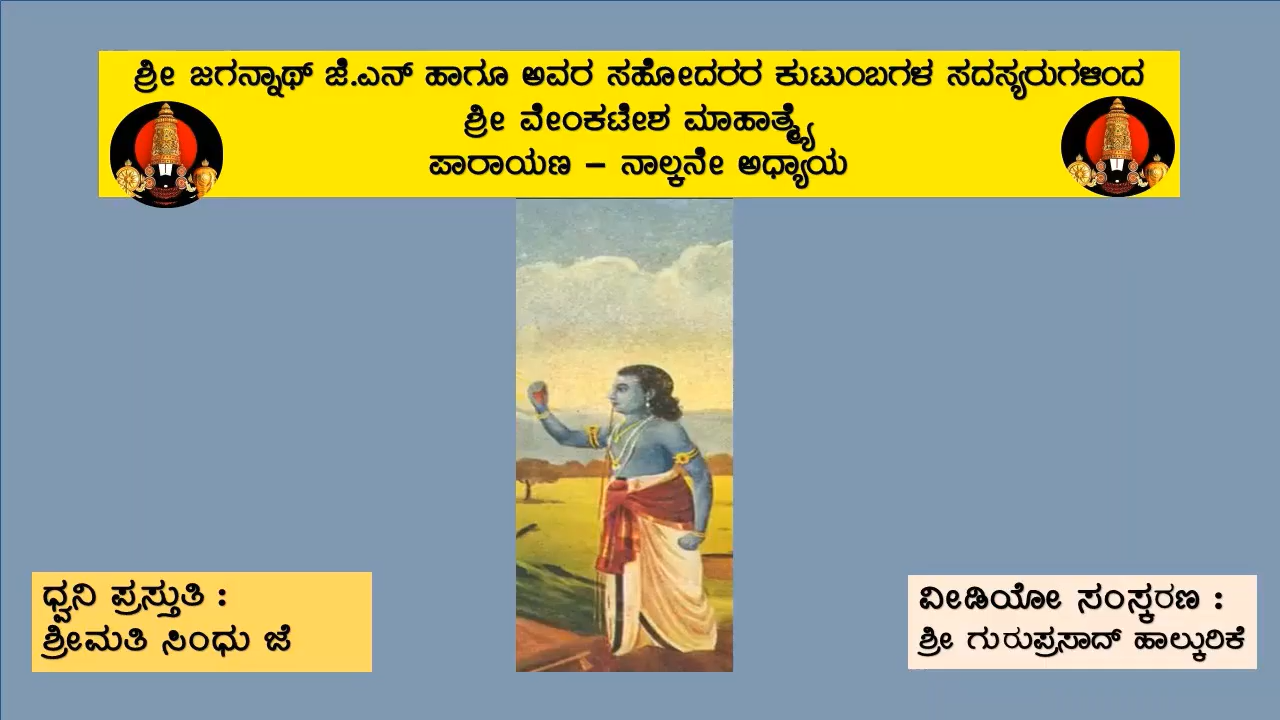 ಶ್ರೀ ಜಗನ್ನಾಥ್ ಜೆ.ಎನ್ ಹಾಗೂ ಅವರ ಸಹೋದರರ ಕುಟುಂಬಗಳ ಸದಸ್ಯರುಗಳಿಂದ
ಶ್ರೀ ವೇಂಕಟೇಶ ಮಾಹಾತ್ಮ್ಯೈ
ಪಾರಾಯಣ – ನಾಲ್ಕನೇ ಅಧ್ಯಾಯ
ಧ್ವನಿ ಪ್ರಸ್ತುತಿ :
ಶ್ರೀಮತಿ ಸಿಂಧು ಜೆ
ವೀಡಿಯೋ ಸಂಸ್ಕರಣ :
ಶ್ರೀ ಗುರುಪ್ರಸಾದ್ ಹಾಲ್ಕುರಿಕೆ